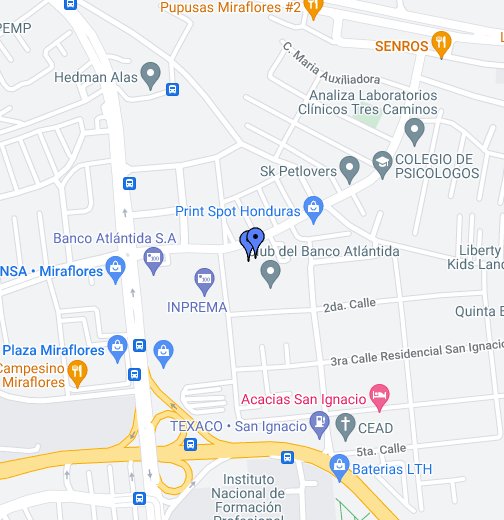 Pupusas Miraflores #2
PEMP
SENROS
C. Maria Auxiliadora
Hedman Alas
Analiza Laboratorios
Clínicos Tres Caminos
COLEGIO DE
PSICOLOGOS
Sk Petlovers
Print Spot Honduras
Banco Atlántida S.A
Club del Banco Atlántida
Liberty
Kids Land
NSA • Miraflores
INPREMA
2da. Calle
Quinta E
Plaza Miraflores
3ra Calle Residencial San Ignacio
Campesino
Miraflores
Acacias San Ignacio
TEXACO • San Ignacio
CEAD
5ta. Calle
Baterias LTH
Instituto
Nacional de
Formación
Profesional